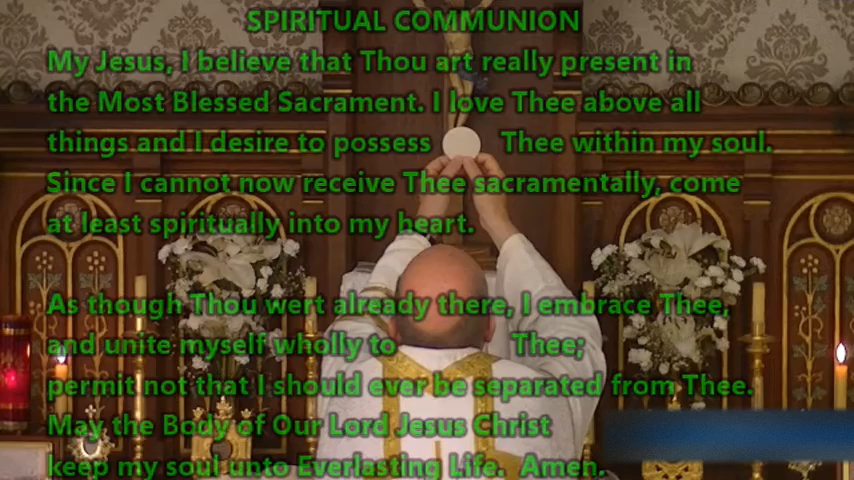 SPIRITUAL COMMUNION
My Jesus, I believe that Thou art really present in
the Most Blessed Sacrament. I love Thee above all
things and I desire to possess Thee within my soul.
Since I cannot now receive Thee sacramentally, come
at least spiritually into my heart.
As though Thou wert already there, I embrace Thee,
and unite myself wholly to Thee;
permit not that I should ever be separated from Thee.
May the Body of Our Lord Jesus Christ
keep my soul unto Everlasting Life. Amen.